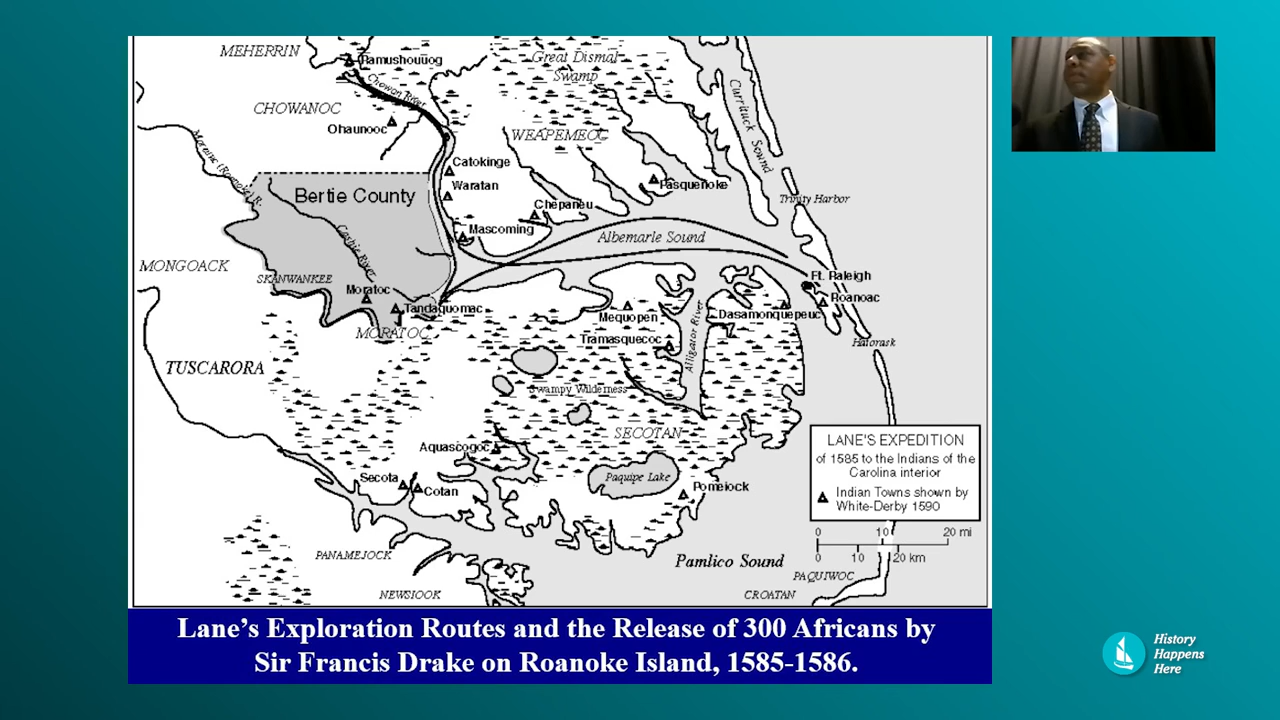 MEHERRIN
Ramushouuog
Great Dismal
Swamp
Chowan River
CHOWANOC
Ohaunooc
WEAPEMEOC
Currituck Sound
Moratuc (Roanoke) R.
Catokinge
Waratan
Pasquenoke
Bertie County
Chepaneu
Trinity Harbor
Mascoming
Albemarle Sound
Cashie River
MONGOACK
SKANWANKEE
Ft. Raleigh
Moratoc
Roanoac
Tandaquomac
Mequopen
Dasamonquepeuc
MORATOC
Alligator River
Tramasquecoc
Hatorask
TUSCARORA
Swampy Wilderness
SECOTAN
Aquascogoc
Secota
Cotan
Paquipe Lake
Pomeiock
LANE'S EXPEDITION
of 1585 to the Indians of the
Carolina interior
Indian Towns shown by
White-Derby 1590
0 10 20 mi
0 10 20 km
PANAMEJOCK
Pamlico Sound
PAQUIWOC
NEWSIOOK
CROATAN
Lane's Exploration Routes and the Release of 300 Africans by
Sir Francis Drake on Roanoke Island, 1585-1586.
History
Happens
Here